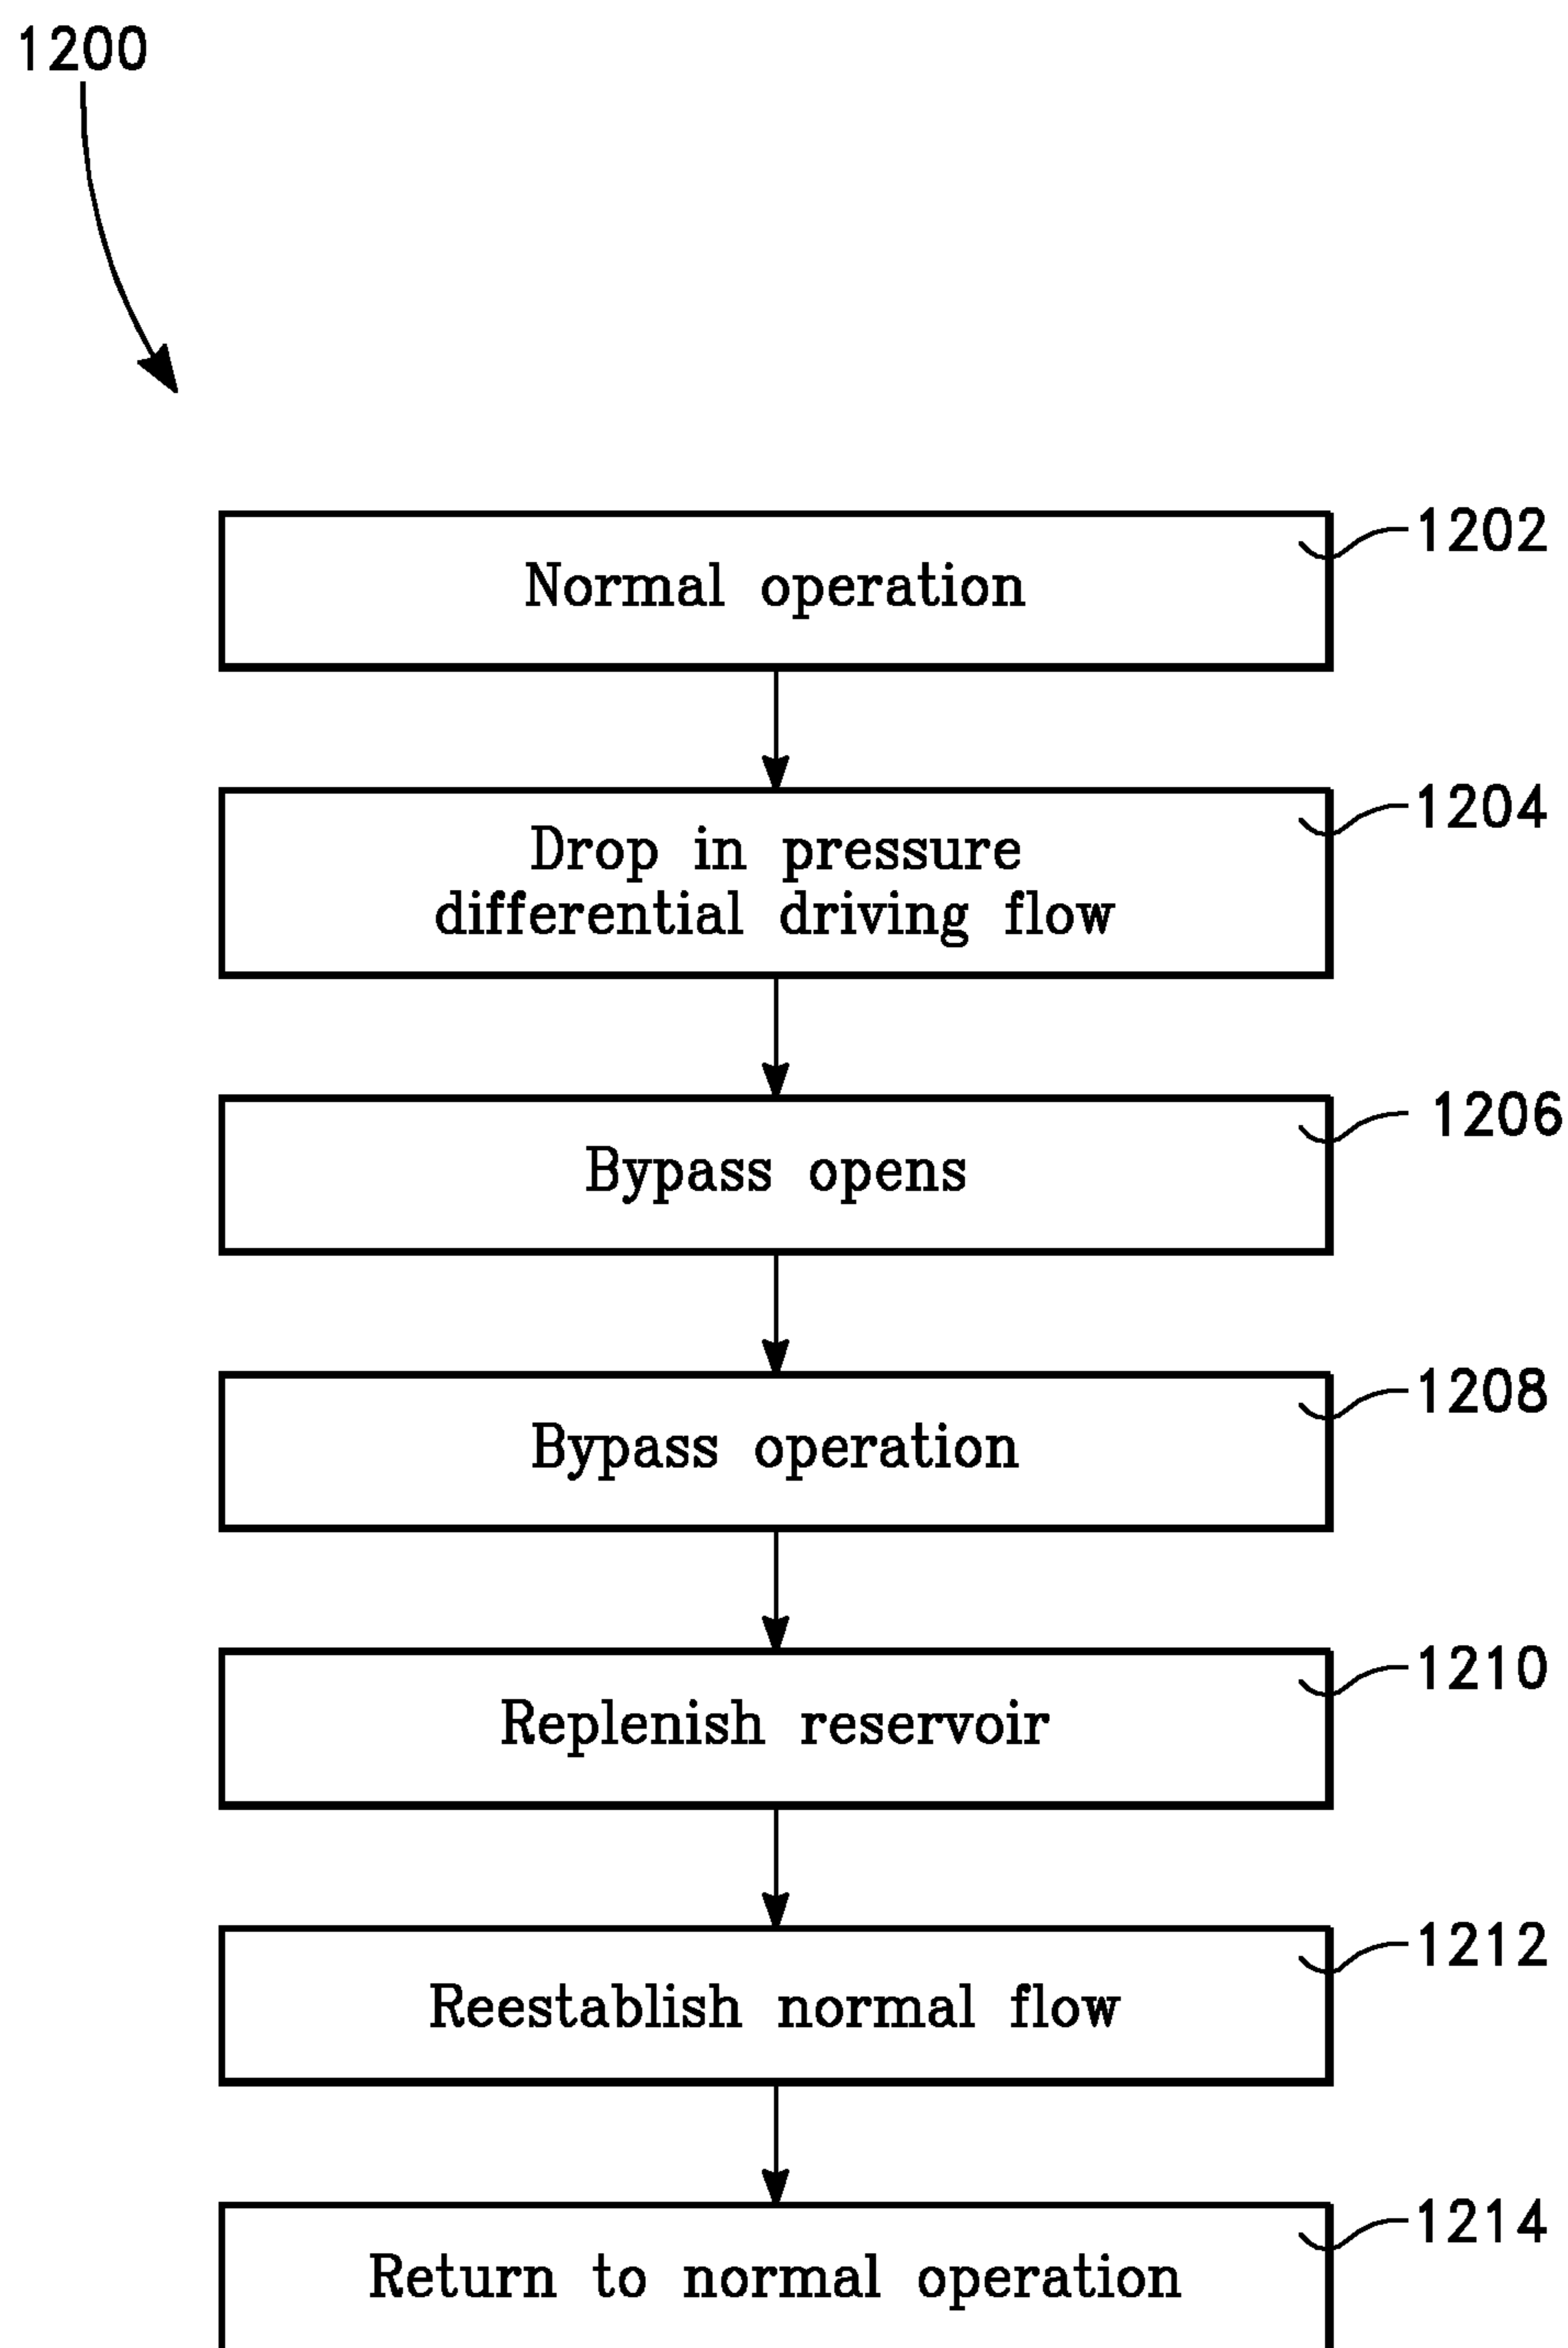 1200
Normal operation
1202
Drop in pressure
differential driving flow
1204
Bypass opens
1206
Bypass operation
1208
Replenish reservoir
1210
Reestablish normal flow
1212
Return to normal operation
1214